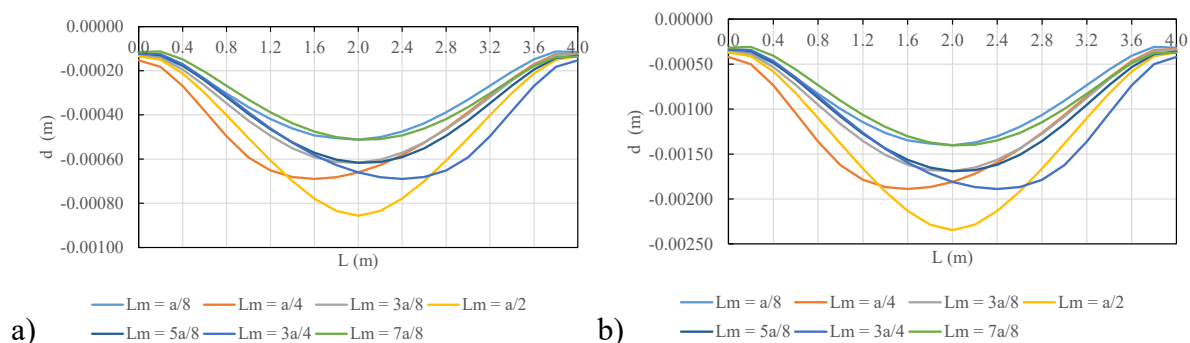 0.00000
0.0 0.4 0.8 1.2 1.6 2.0 2.4 2.8 3.2 3.6 4.0
-0.00020
-0.00040
-0.00060
-0.00080
-0.00100
d (m)
L (m)
Lm = a/8 Lm = a/4 Lm = 3a/8 Lm = a/2
Lm = 5a/8 Lm = 3a/4 Lm = 7a/8
a)
0.00000
0.0 0.4 0.8 1.2 1.6 2.0 2.4 2.8 3.2 3.6 4.0
-0.00050
-0.00100
-0.00150
-0.00200
-0.00250
d (m)
L (m)
Lm = a/8 Lm = a/4 Lm = 3a/8 Lm = a/2
Lm = 5a/8 Lm = 3a/4 Lm = 7a/8
b)